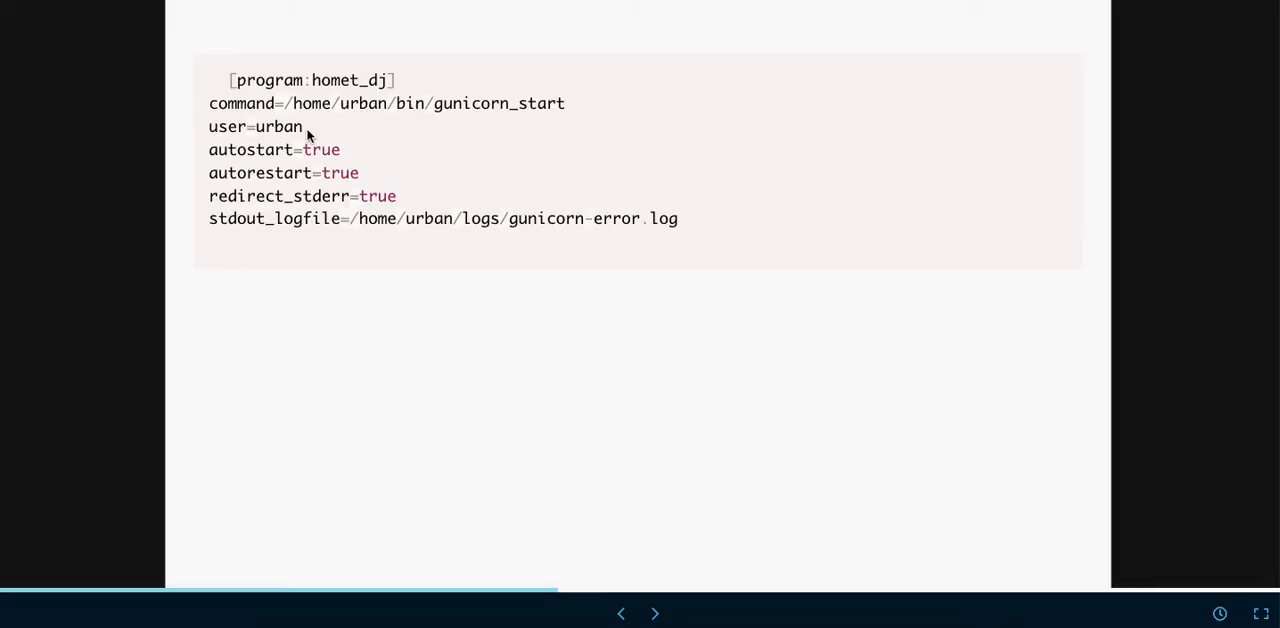 [program:homet_dj]
command=/home/urban/bin/gunicorn_start
user=urban
autostart=true
autorestart=true
redirect_stderr=true
stdout_logfile=/home/urban/logs/gunicorn-error.log